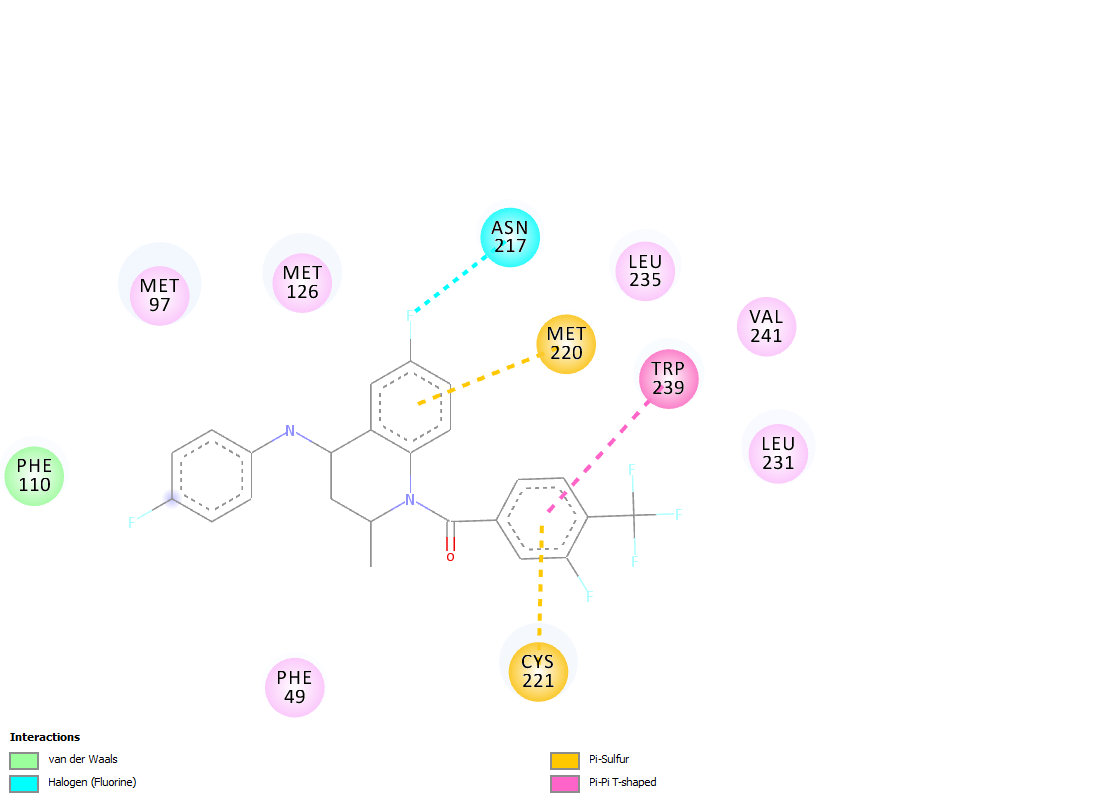 ASN
217
LEU
235
MET
126
MET
97
VAL
241
MET
220
TRP
239
F
N
LEU
231
PHE
110
F
N
F
F
F
O
F
CYS
221
PHE
49
Interactions
van der Waals
Pi-Sulfur
Halogen (Fluorine)
Pi-Pi T-shaped